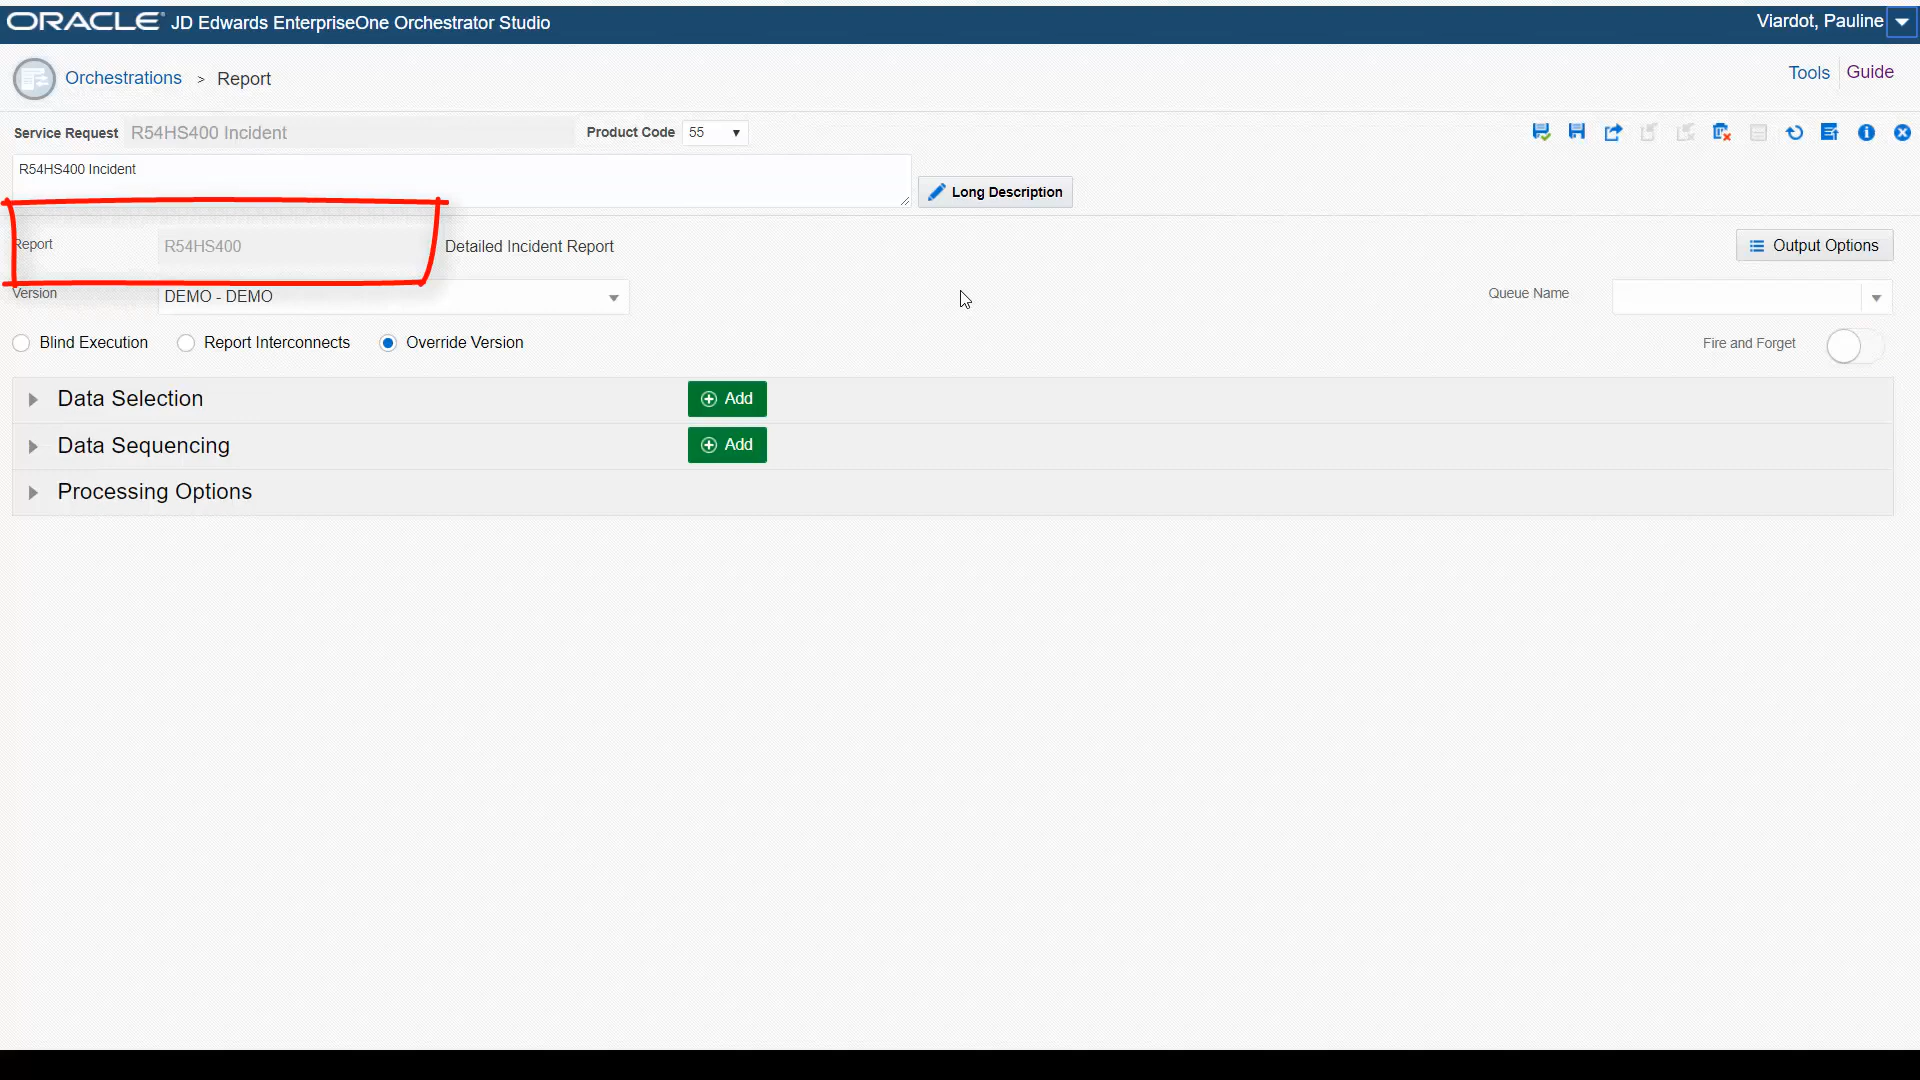 ORACLE JD Edwards EnterpriseOne Orchestrator Studio
Viardot, Pauline
Orchestrations > Report
Tools Guide
Service Request R54HS400 Incident Product Code 55
R54HS400 Incident
Long Description
Report R54HS400 Detailed Incident Report
Output Options
Version DEMO - DEMO
Queue Name
Blind Execution Report Interconnects Override Version
Fire and Forget
Data Selection Add
Data Sequencing Add
Processing Options